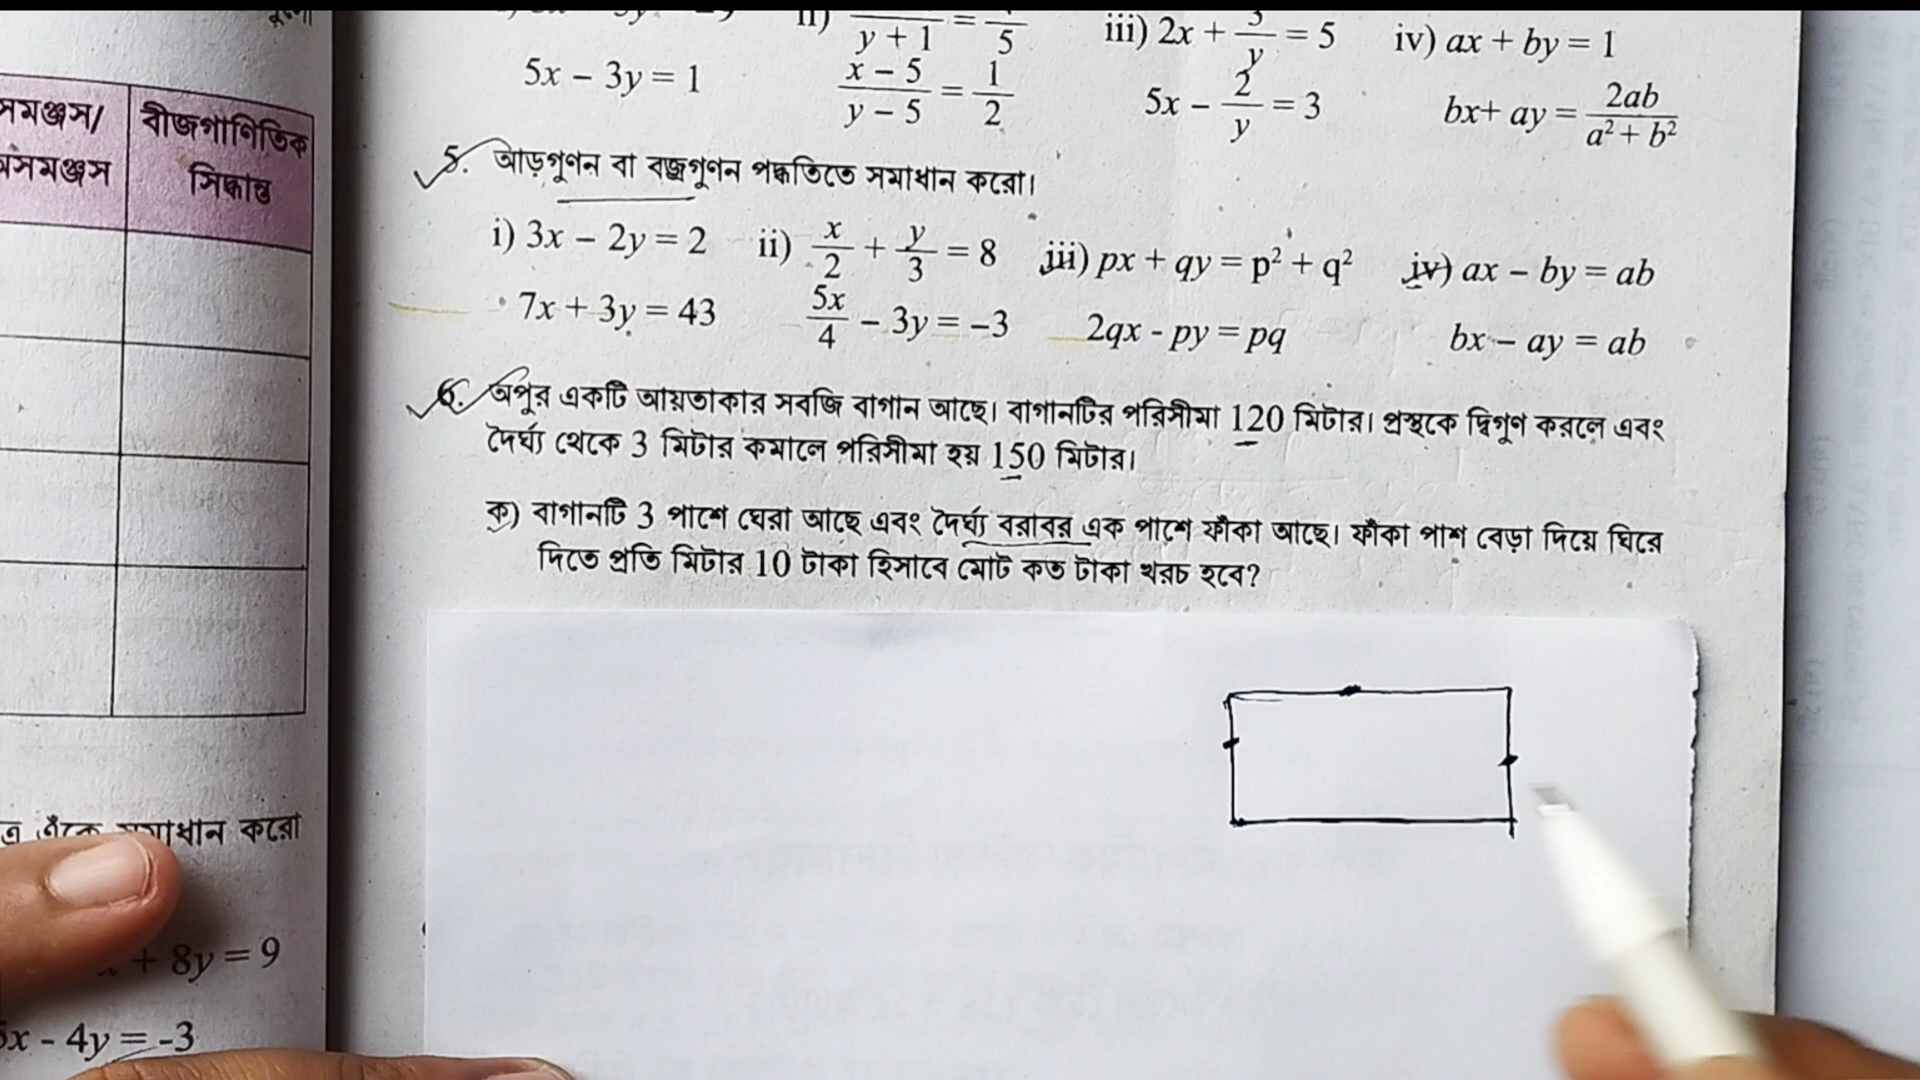 সমঞ্জস/ বীজগাণিতিক
অসমঞ্জস সিদ্ধান্ত
সমাধান করো
+ 8y = 9
x - 4y = -3
ii) y + 1 = 5
iii) 2x + 3/y = 5
iv) ax + by = 1
5x – 3y = 1
(x – 5)/(y – 5) = 1/2
5x – 2/y = 3
bx+ ay = 2ab/(a² + b²)
5. আড়গুণন বা বজ্রগুণন পদ্ধতিতে সমাধান করো।
i) 3x – 2y = 2 ii) x/2 + y/3 = 8 iii) px + qy = p² + q² iv) ax – by = ab
7x + 3y = 43 5x/4 – 3y = –3 2qx - py = pq bx – ay = ab
6. অপুর একটি আয়তাকার সবজি বাগান আছে। বাগানটির পরিসীমা 120 মিটার। প্রস্থকে দ্বিগুণ করলে এবং
দৈর্ঘ্য থেকে 3 মিটার কমালে পরিসীমা হয় 150 মিটার।
ক) বাগানটি 3 পাশে ঘেরা আছে এবং দৈর্ঘ্য বরাবর এক পাশে ফাঁকা আছে। ফাঁকা পাশ বেড়া দিয়ে ঘিরে
দিতে প্রতি মিটার 10 টাকা হিসাবে মোট কত টাকা খরচ হবে?